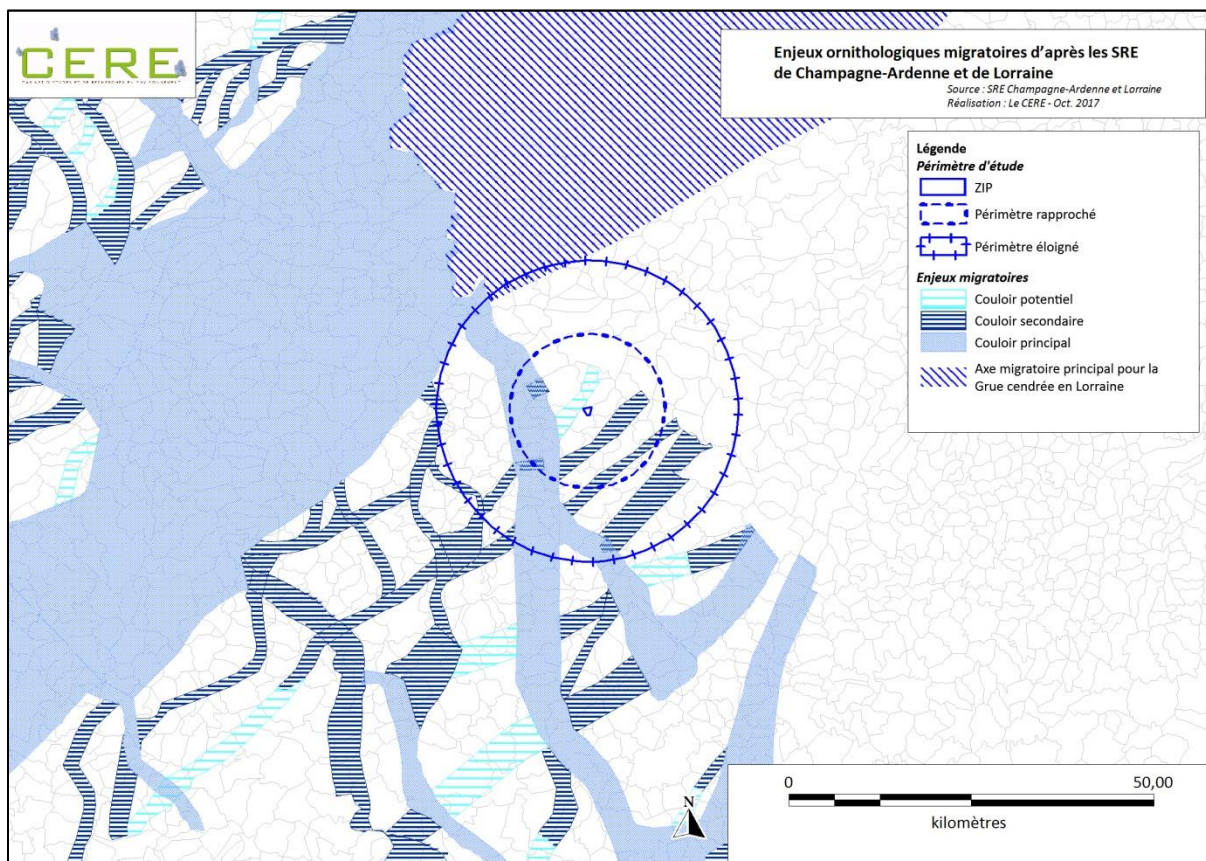 CERE
Enjeux ornithologiques migratoires d'après les SRE
de Champagne-Ardenne et de Lorraine
Source : SRE Champagne-Ardenne et Lorraine
Réalisation : Le CERE - Oct. 2017
Légende
Périmètre d'étude
ZIP
Périmètre rapproché
Périmètre éloigné
Enjeux migratoires
Couloir potentiel
Couloir secondaire
Couloir principal
Axe migratoire principal pour la
Grue cendrée en Lorraine
N
0 50,00
kilomètres